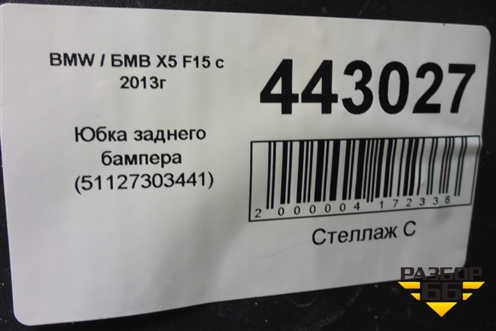 BMW / БМВ X5 F15 с
2013г
443027
Юбка заднего
бампера
(51127303441)
2000004172336
Стеллаж С
РАЗБОР
66